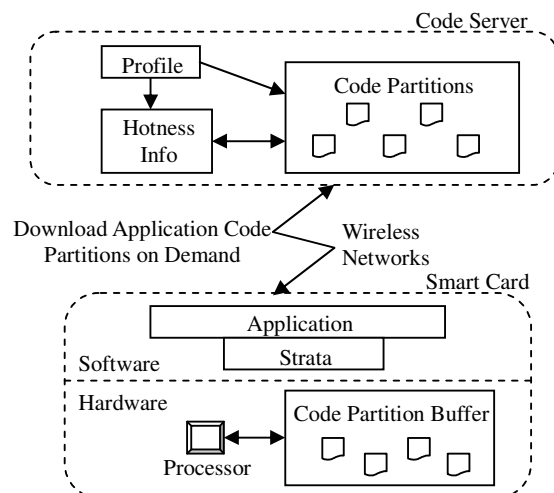 Code Server
Profile
Code Partitions
Hotness
Info
Download Application Code
Partitions on Demand
Wireless
Networks
Smart Card
Application
Strata
Software
Hardware
Code Partition Buffer
Processor